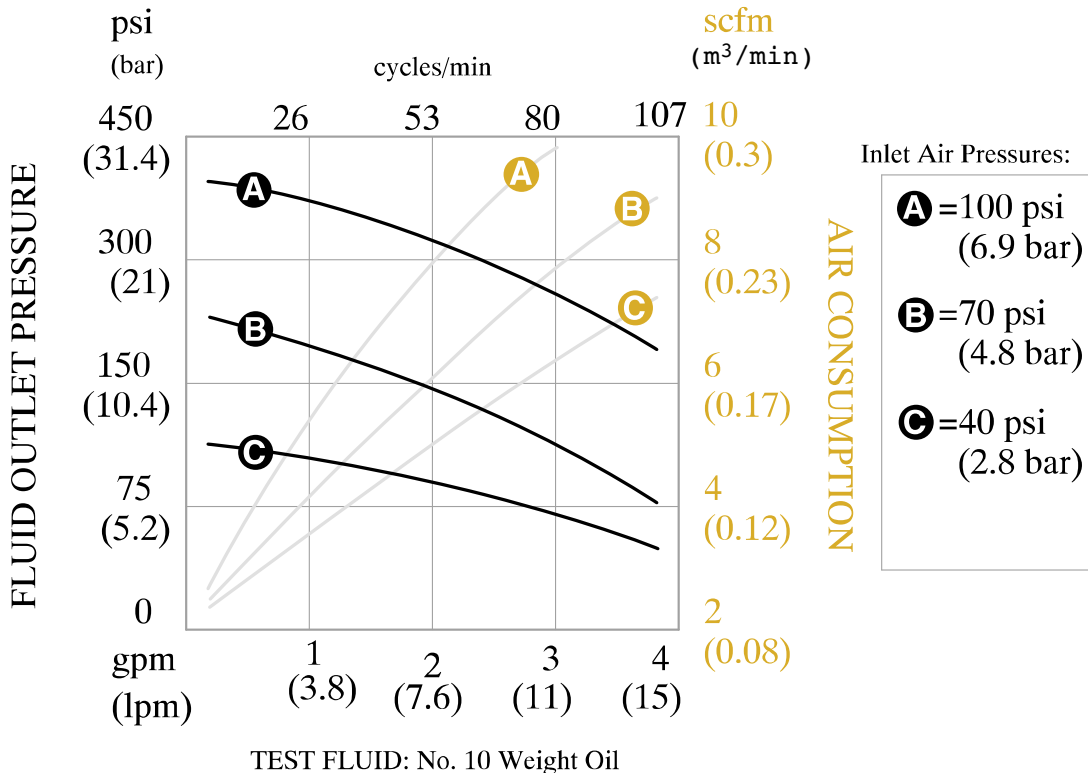 psi
(bar)
scfm
(m³/min)
cycles/min
26 53 80 107
450
(31.4)
300
(21)
150
(10.4)
75
(5.2)
0
FLUID OUTLET PRESSURE
A
B
C
A
B
C
10
(0.3)
8
(0.23)
6
(0.17)
4
(0.12)
2
(0.08)
AIR CONSUMPTION
gpm
(lpm)
1
(3.8)
2
(7.6)
3
(11)
4
(15)
TEST FLUID: No. 10 Weight Oil
Inlet Air Pressures:
A =100 psi
(6.9 bar)
B =70 psi
(4.8 bar)
C =40 psi
(2.8 bar)